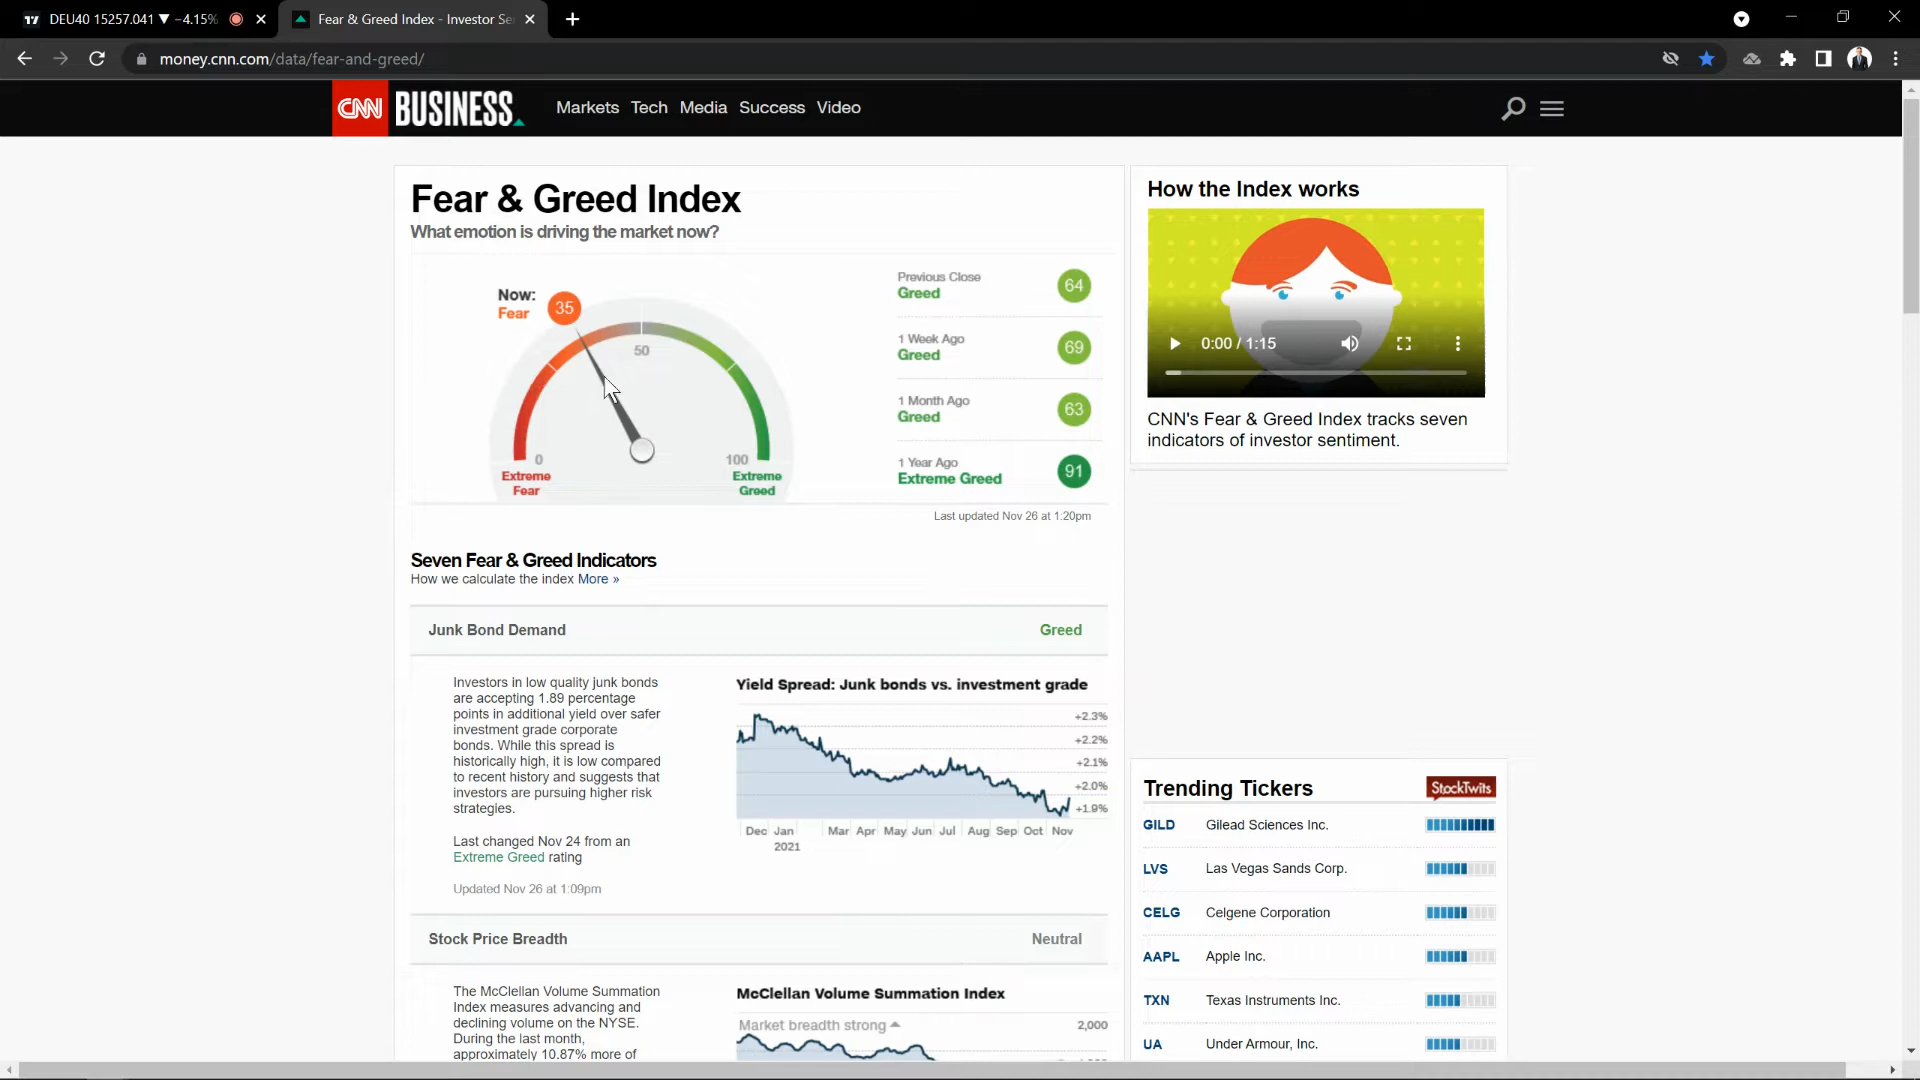 DEU40 15257.041 ▼ −4.15%
Fear & Greed Index - Investor Se
money.cnn.com/data/fear-and-greed/
CNN BUSINESS
Markets Tech Media Success Video
Fear & Greed Index
What emotion is driving the market now?
Now:
Fear
35
50
0
100
Extreme
Fear
Extreme
Greed
Previous Close
Greed
64
1 Week Ago
Greed
69
1 Month Ago
Greed
63
1 Year Ago
Extreme Greed
91
Last updated Nov 26 at 1:20pm
Seven Fear & Greed Indicators
How we calculate the index More »
Junk Bond Demand
Greed
Investors in low quality junk bonds
are accepting 1.89 percentage
points in additional yield over safer
investment grade corporate
bonds. While this spread is
historically high, it is low compared
to recent history and suggests that
investors are pursuing higher risk
strategies.
Last changed Nov 24 from an
Extreme Greed rating
Updated Nov 26 at 1:09pm
Yield Spread: Junk bonds vs. investment grade
+2.3%
+2.2%
+2.1%
+2.0%
+1.9%
Dec Jan Mar Apr May Jun Jul Aug Sep Oct Nov
2021
Stock Price Breadth
Neutral
The McClellan Volume Summation
Index measures advancing and
declining volume on the NYSE.
During the last month,
approximately 10.87% more of
McClellan Volume Summation Index
Market breadth strong
2,000
How the Index works
0:00 / 1:15
CNN's Fear & Greed Index tracks seven
indicators of investor sentiment.
Trending Tickers
StockTwits
GILD Gilead Sciences Inc.
LVS Las Vegas Sands Corp.
CELG Celgene Corporation
AAPL Apple Inc.
TXN Texas Instruments Inc.
UA Under Armour, Inc.